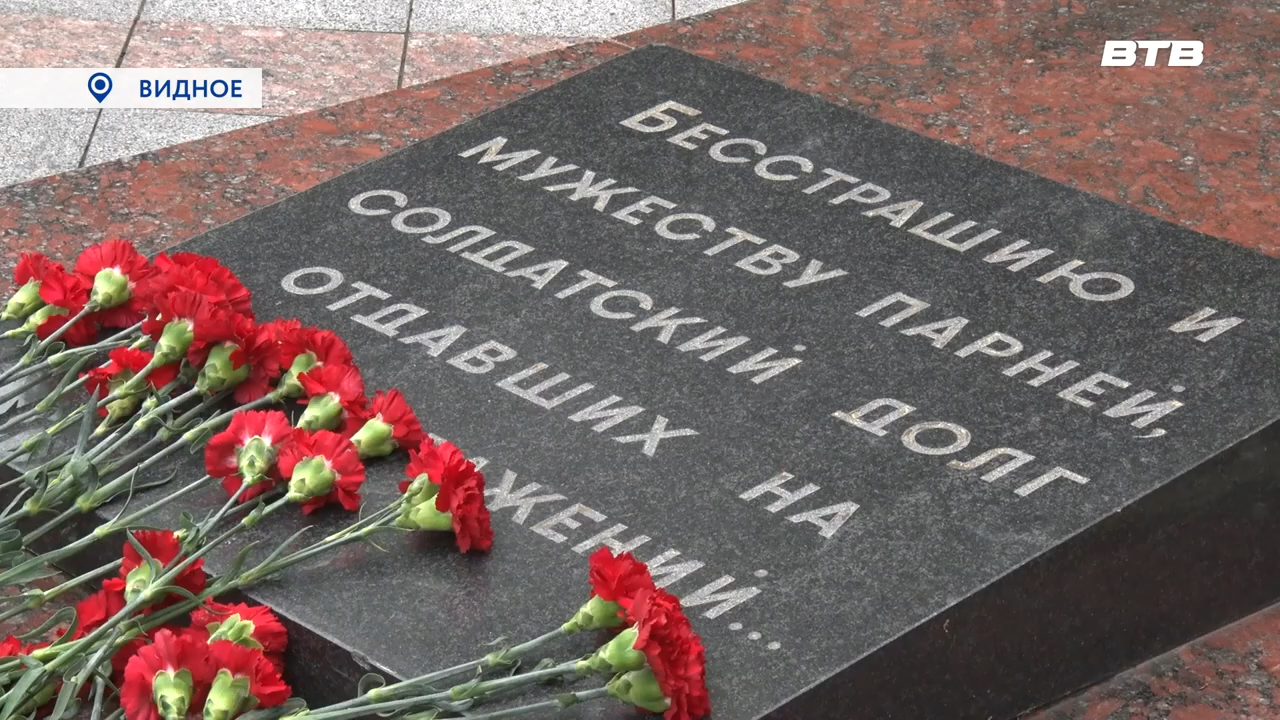 ВТВ
ВИДНОЕ
БЕССТРАШИЮ И
МУЖЕСТВУ ПАРНЕЙ,
СОЛДАТСКИЙ ДОЛГ
ОТДАВШИХ НА